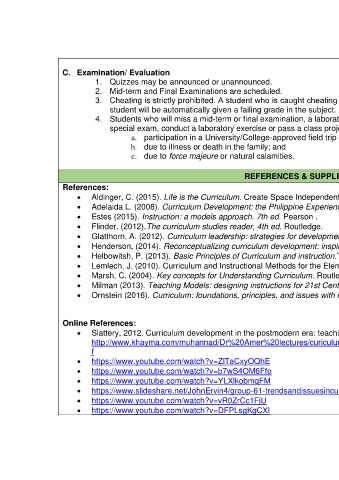 C. Examination/ Evaluation
1. Quizzes may be announced or unannounced.
2. Mid-term and Final Examinations are scheduled.
3. Cheating is strictly prohibited. A student who is caught cheating
student will be automatically given a failing grade in the subject.
4. Students who will miss a mid-term or final examination, a laborat
special exam, conduct a laboratory exercise or pass a class proj
a. participation in a University/College-approved field trip
b. due to illness or death in the family; and
c. due to force majeure or natural calamities.
REFERENCES & SUPPLE
References:
• Aldinger, C. (2015). Life is the Curriculum. Create Space Independent
• Adelaida L. (2008). Curriculum Development: the Philippine Experienc
• Estes (2015). Instruction: a models approach. 7th ed. Pearson .
• Flinder. (2012).The curriculum studies reader, 4th ed. Routledge.
• Glatthorn, A. (2012). Curriculum leadership: strategies for developme
• Henderson, (2014). Reconceptualizing curriculum development: inspi
• Helbowitsh, P. (2013). Basic Principles of Curriculum and instruction.
• Lemlech, J. (2010). Curriculum and Instructional Methods for the Elem
• Marsh, C. (2004). Key concepts for Understanding Curriculum. Routle
• Milman (2013). Teaching Models: designing instructions for 21st Cent
• Ornstein (2016). Curriculum: foundations, principles, and issues with e
Online References:
• Slattery, 2012. Curriculum development in the postmodern era: teachi
http://www.khayma.com/muhannad/Dr%20Amer%20lectures/curiculum
f
• https://www.youtube.com/watch?v=ZlTaCxyOQhE
• https://www.youtube.com/watch?v=b7wS4OM6Ffo
• https://www.youtube.com/watch?v=YLXlkobmqFM
• https://www.slideshare.net/JohnErvin4/group-61-trendsandissuesincu
• https://www.youtube.com/watch?v=vR0ZrCc1FjU
• https://www.youtube.com/watch?v=DFPLsgKgCXI